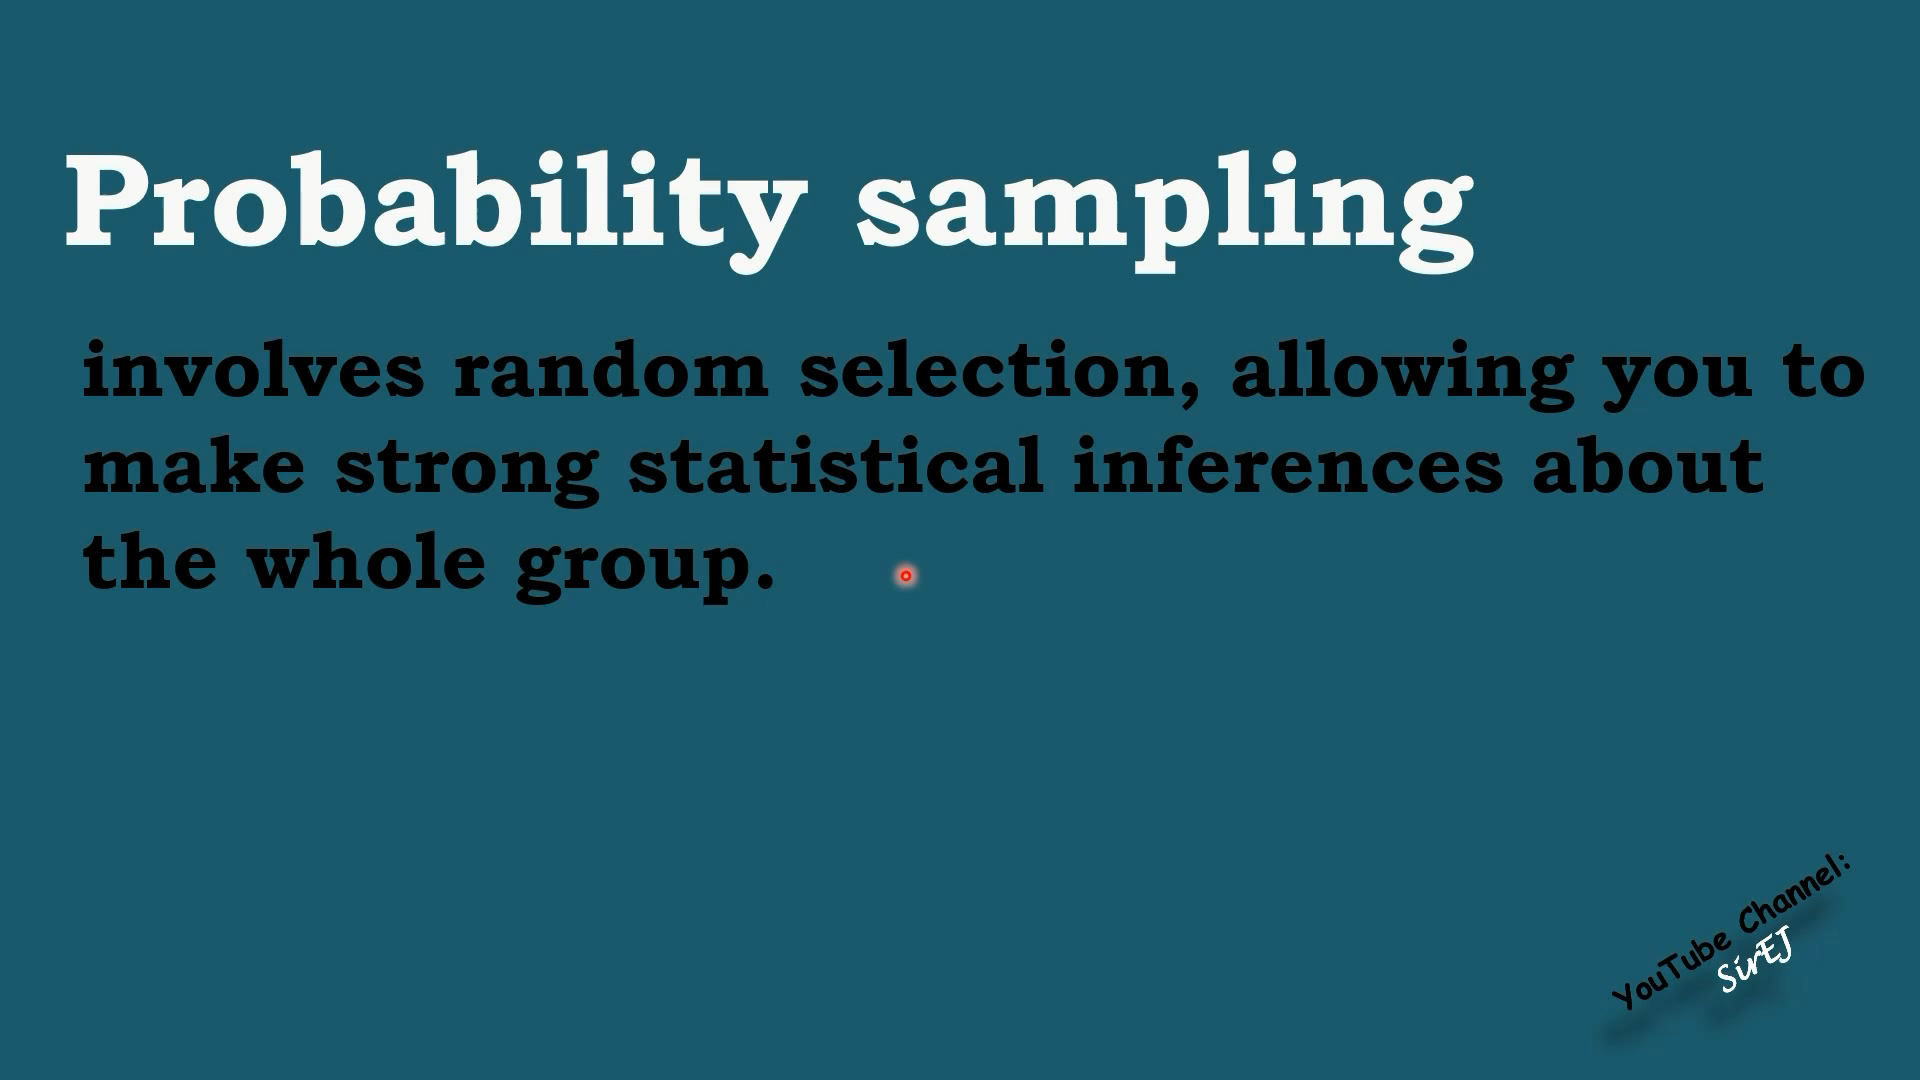 Probability sampling
involves random selection, allowing you to
make strong statistical inferences about
the whole group.
YouTube Channel:
SirEJ